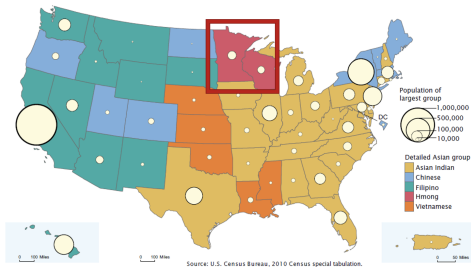 Population of
largest group
1,000,000
500,000
100,000
10,000
DC
Detailed Asian group
Asian Indian
Chinese
Filipino
Hmong
Vietnamese
0 100 Miles
0 100 Miles
0 50 Miles
Source: U.S. Census Bureau, 2010 Census special tabulation.